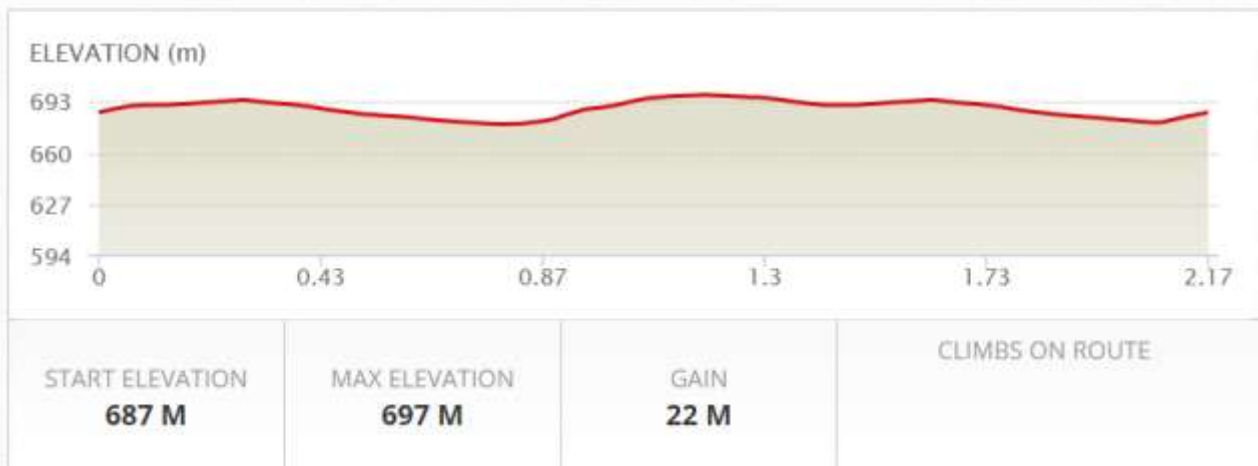 ELEVATION (m)
693
660
627
594
0 0.43 0.87 1.3 1.73 2.17
START ELEVATION
687 M
MAX ELEVATION
697 M
GAIN
22 M
CLIMBS ON ROUTE